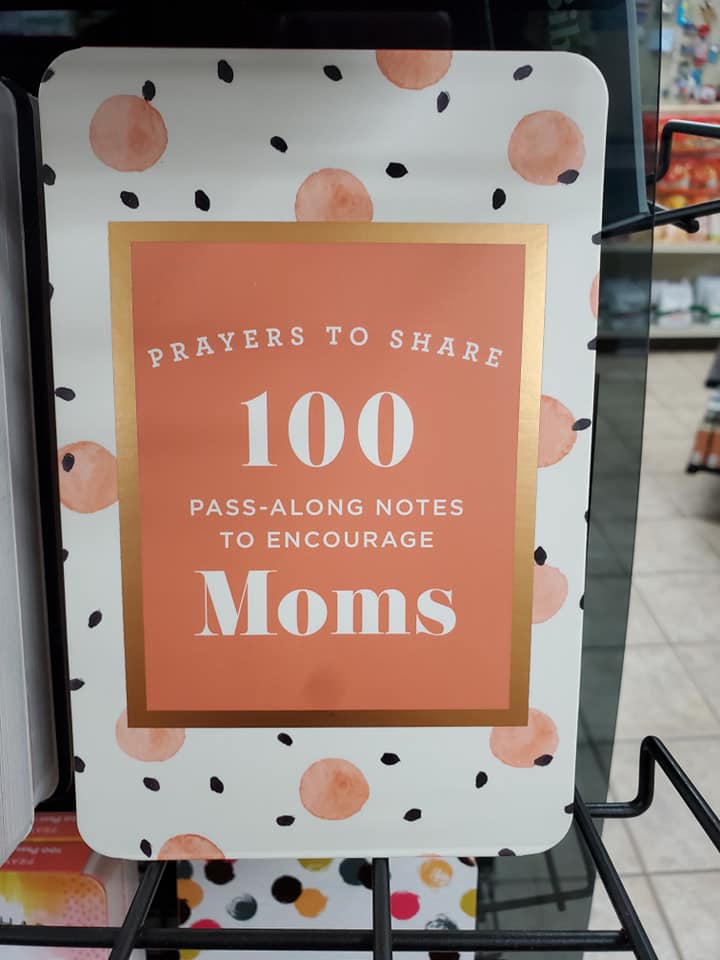 PRAYERS TO SHARE
100
PASS-ALONG NOTES
TO ENCOURAGE
Moms